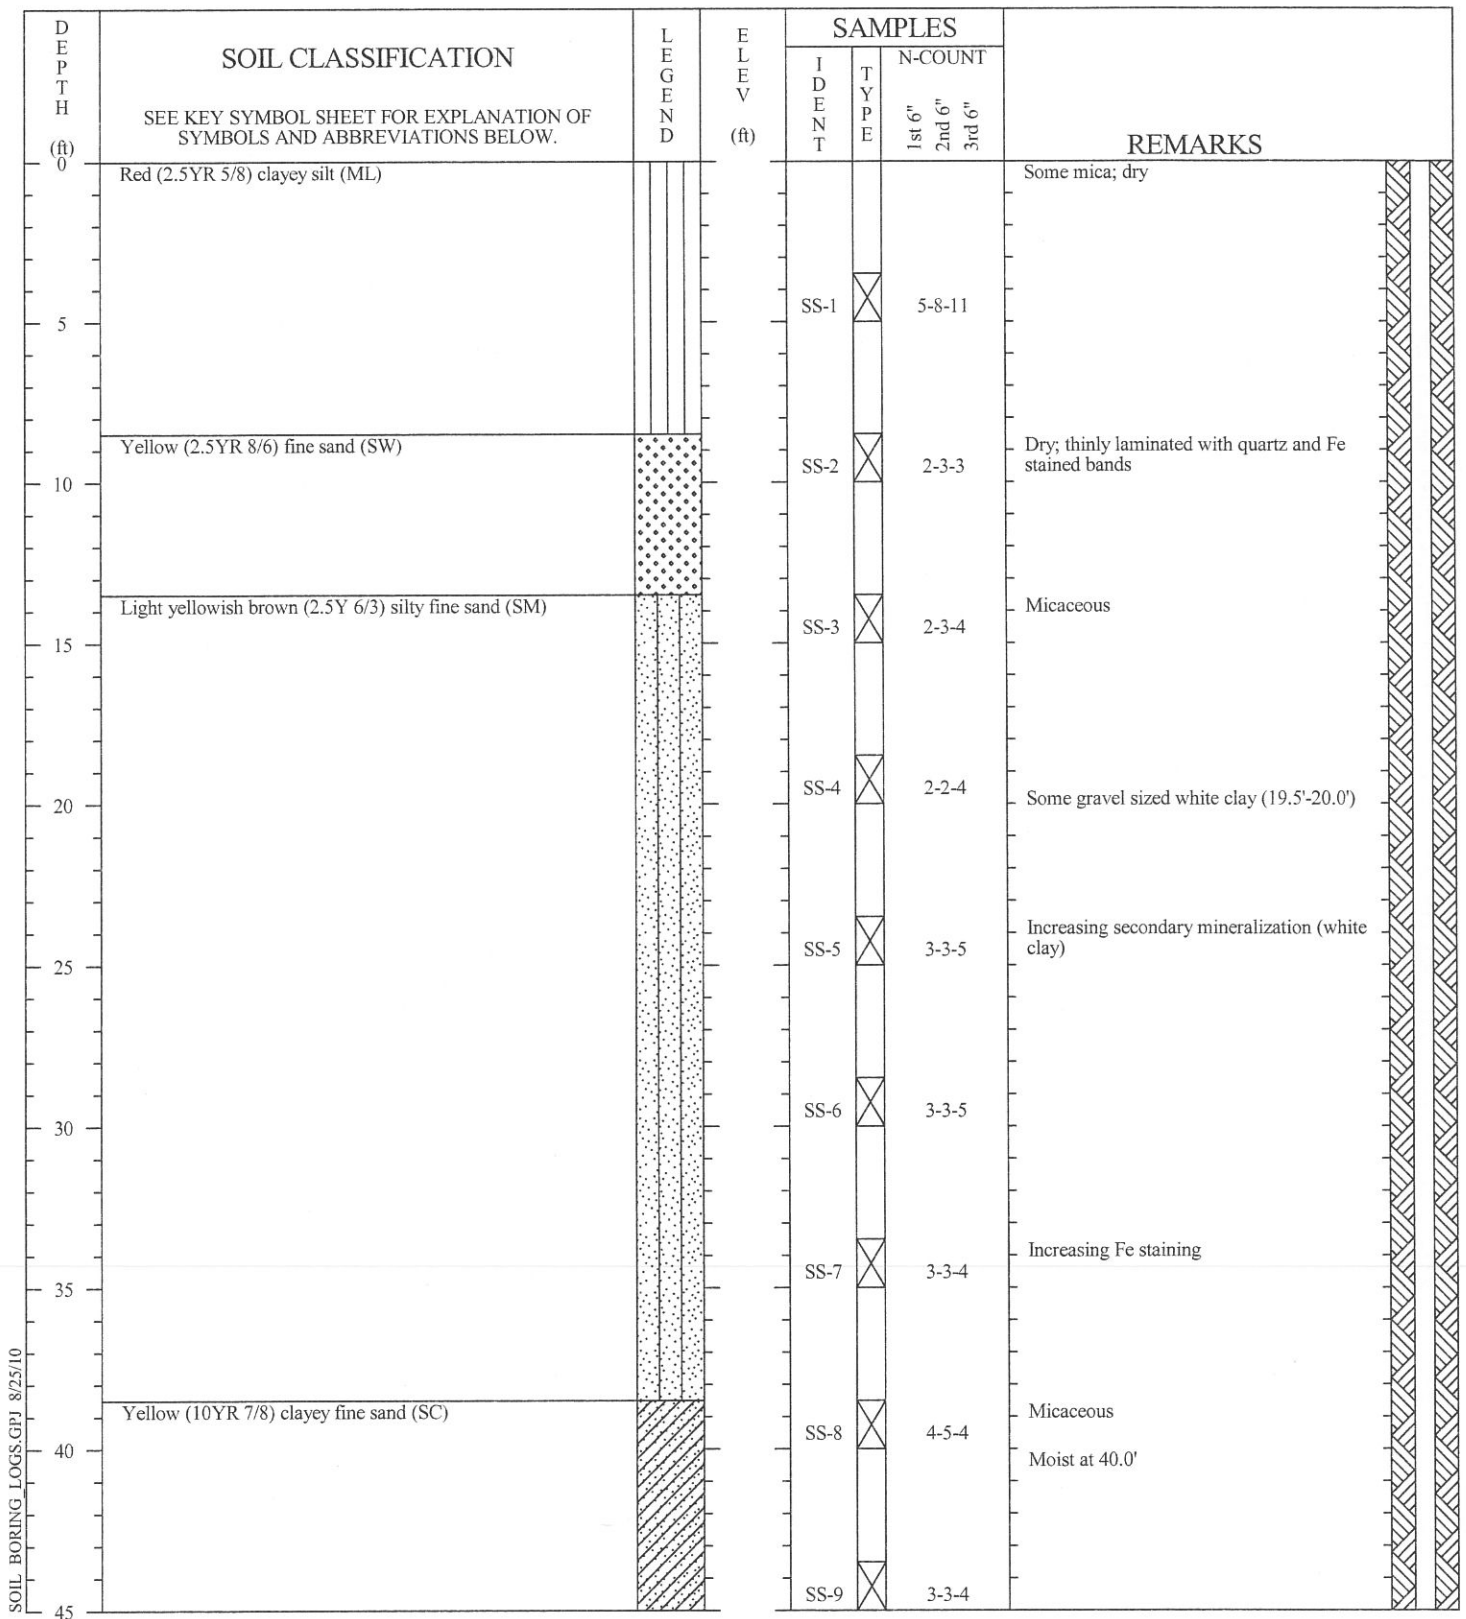 DEPTH
(ft)
SOIL CLASSIFICATION
SEE KEY SYMBOL SHEET FOR EXPLANATION OF
SYMBOLS AND ABBREVIATIONS BELOW.
LEGEND
ELEV
(ft)
SAMPLES
IDENT
TYPE
N-COUNT
1st 6"
2nd 6"
3rd 6"
REMARKS
0
Red (2.5YR 5/8) clayey silt (ML)
Some mica; dry
SS-1 5-8-11
5
Yellow (2.5YR 8/6) fine sand (SW)
Dry; thinly laminated with quartz and Fe
stained bands
SS-2 2-3-3
10
Light yellowish brown (2.5Y 6/3) silty fine sand (SM)
Micaceous
SS-3 2-3-4
15
SS-4 2-2-4
Some gravel sized white clay (19.5'-20.0')
20
Increasing secondary mineralization (white
clay)
SS-5 3-3-5
25
SS-6 3-3-5
30
Increasing Fe staining
SS-7 3-3-4
35
Yellow (10YR 7/8) clayey fine sand (SC)
Micaceous
SS-8 4-5-4
40
Moist at 40.0'
SS-9 3-3-4
45
SOIL_BORING_LOGS.GPJ 8/25/10